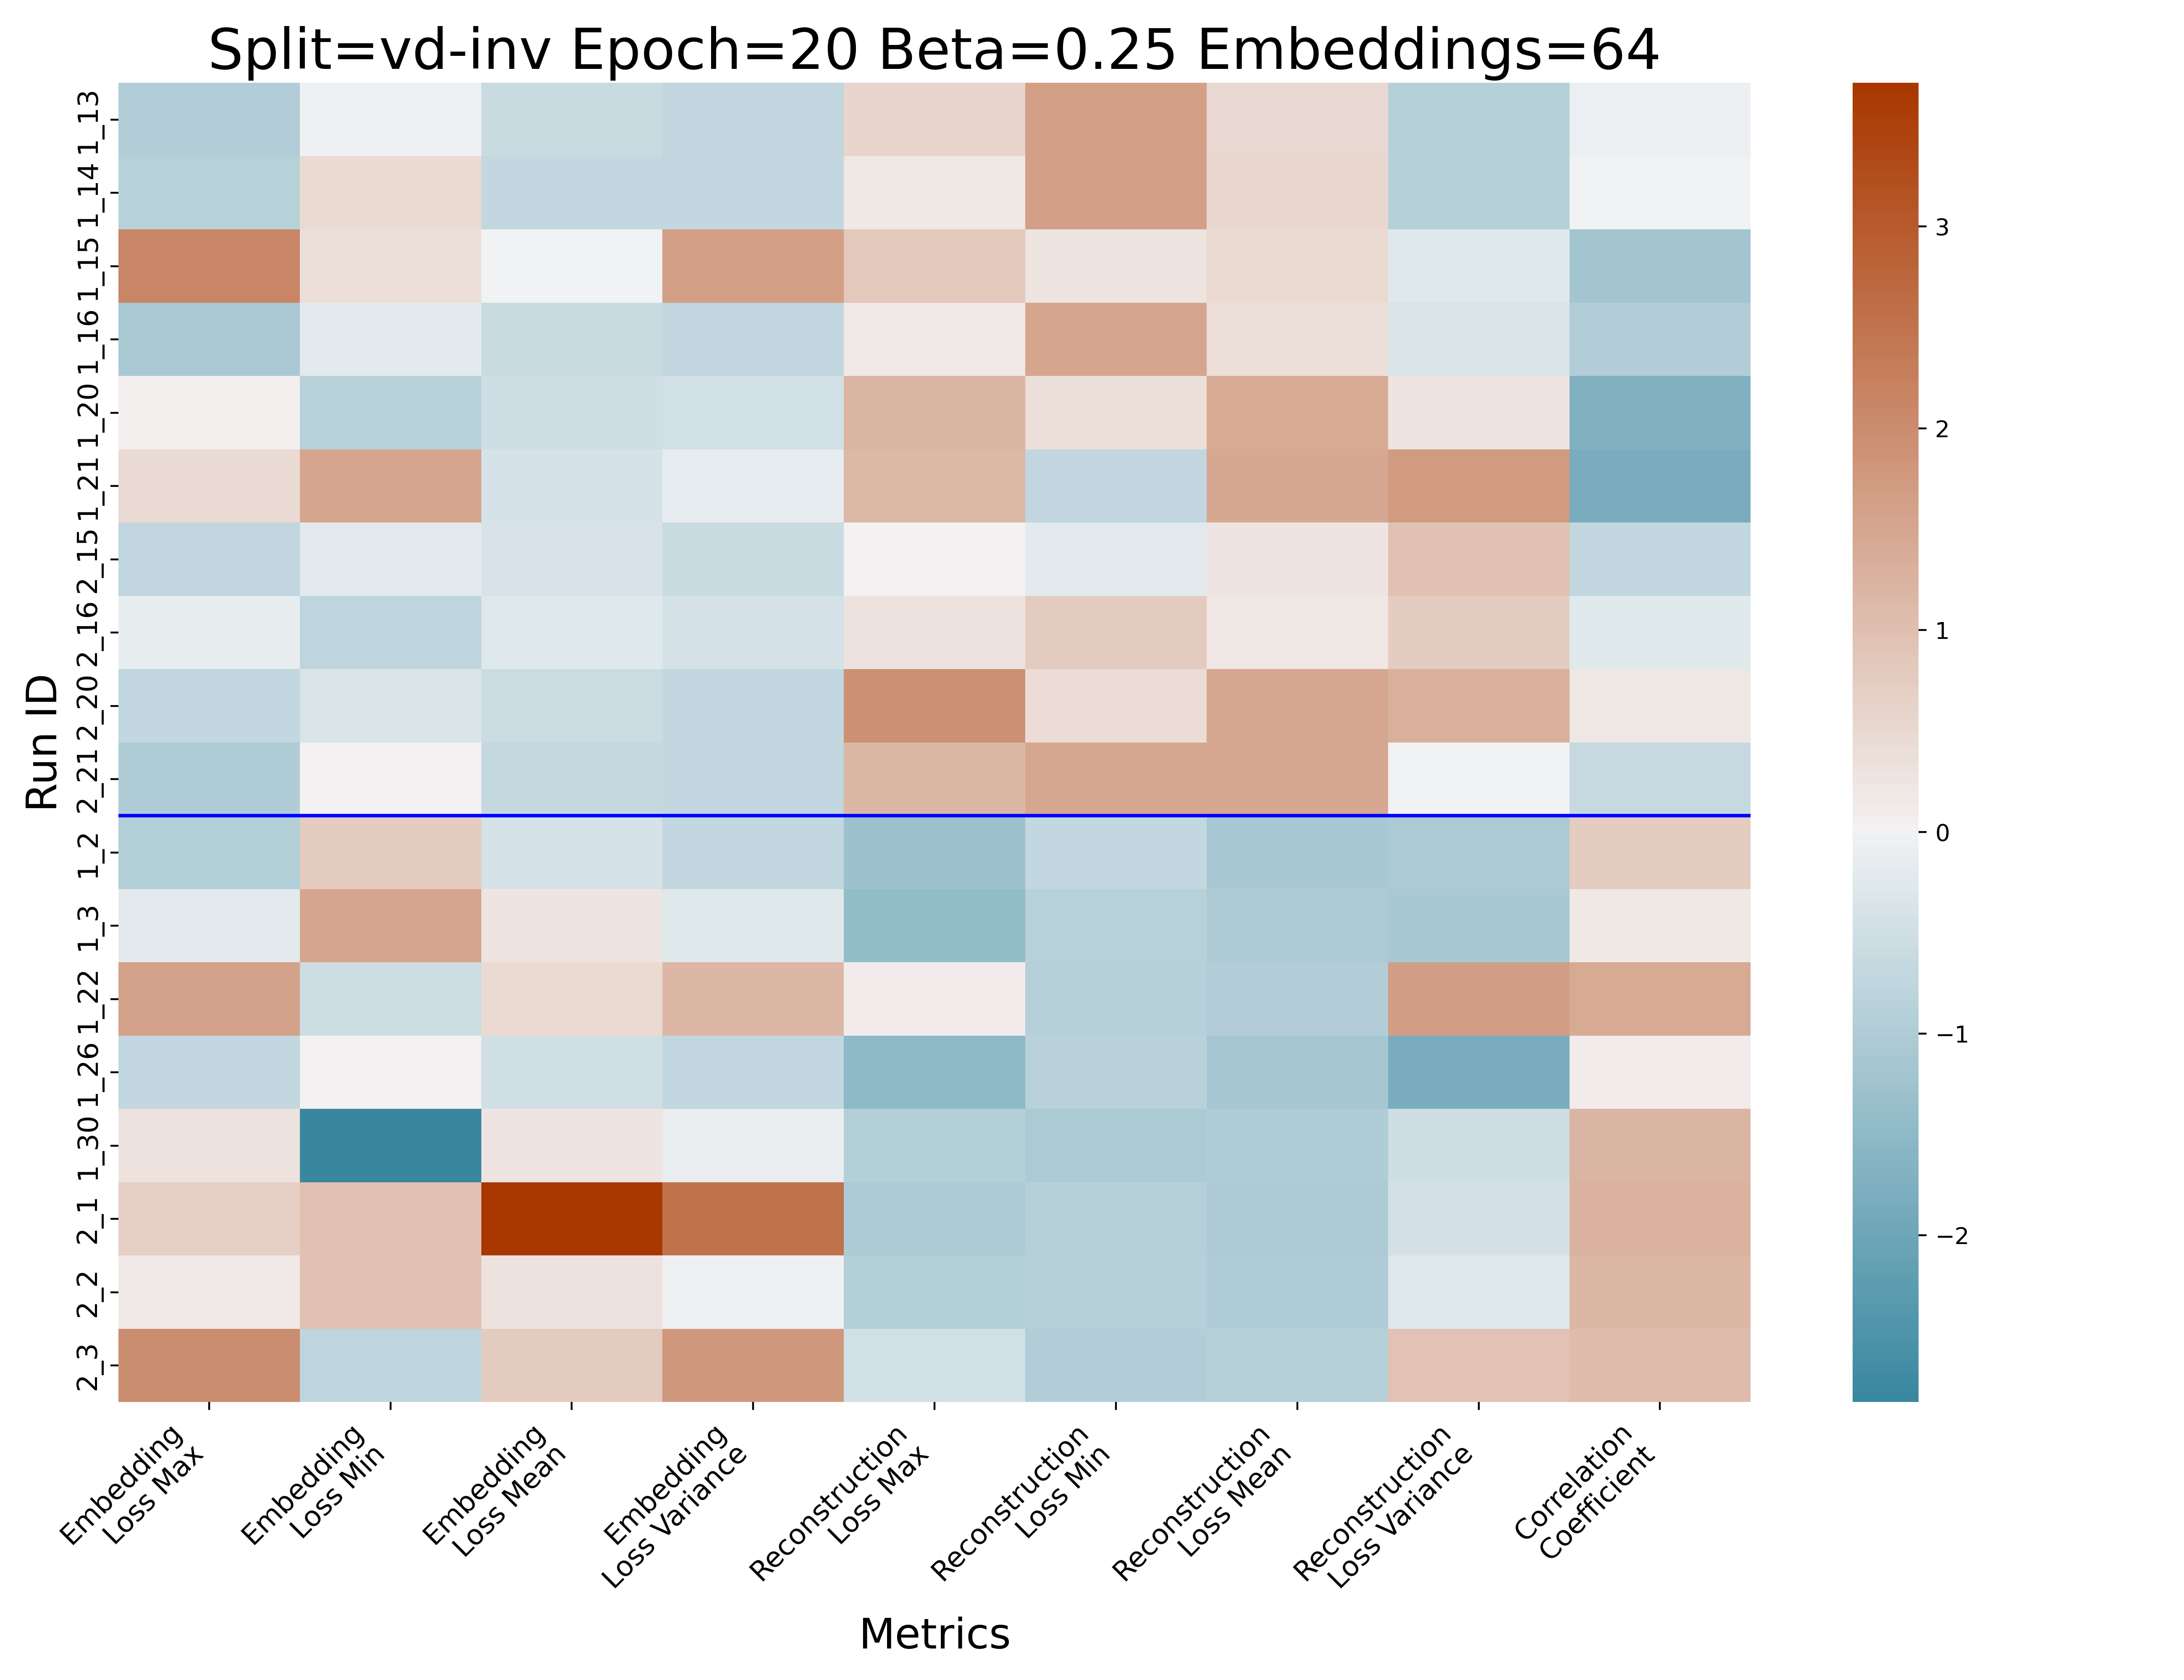 Split=vd-inv Epoch=20 Beta=0.25 Embeddings=64
Run ID
1_13
1_14
1_15
1_16
1_20
1_21
2_15
2_16
2_20
2_21
1_2
1_3
1_22
1_26
1_30
2_1
2_2
2_3
Embedding
Loss Max
Embedding
Loss Min
Embedding
Loss Mean
Embedding
Loss Variance
Reconstruction
Loss Max
Reconstruction
Loss Min
Reconstruction
Loss Mean
Reconstruction
Loss Variance
Correlation
Coefficient
Metrics
3
2
1
0
−1
−2